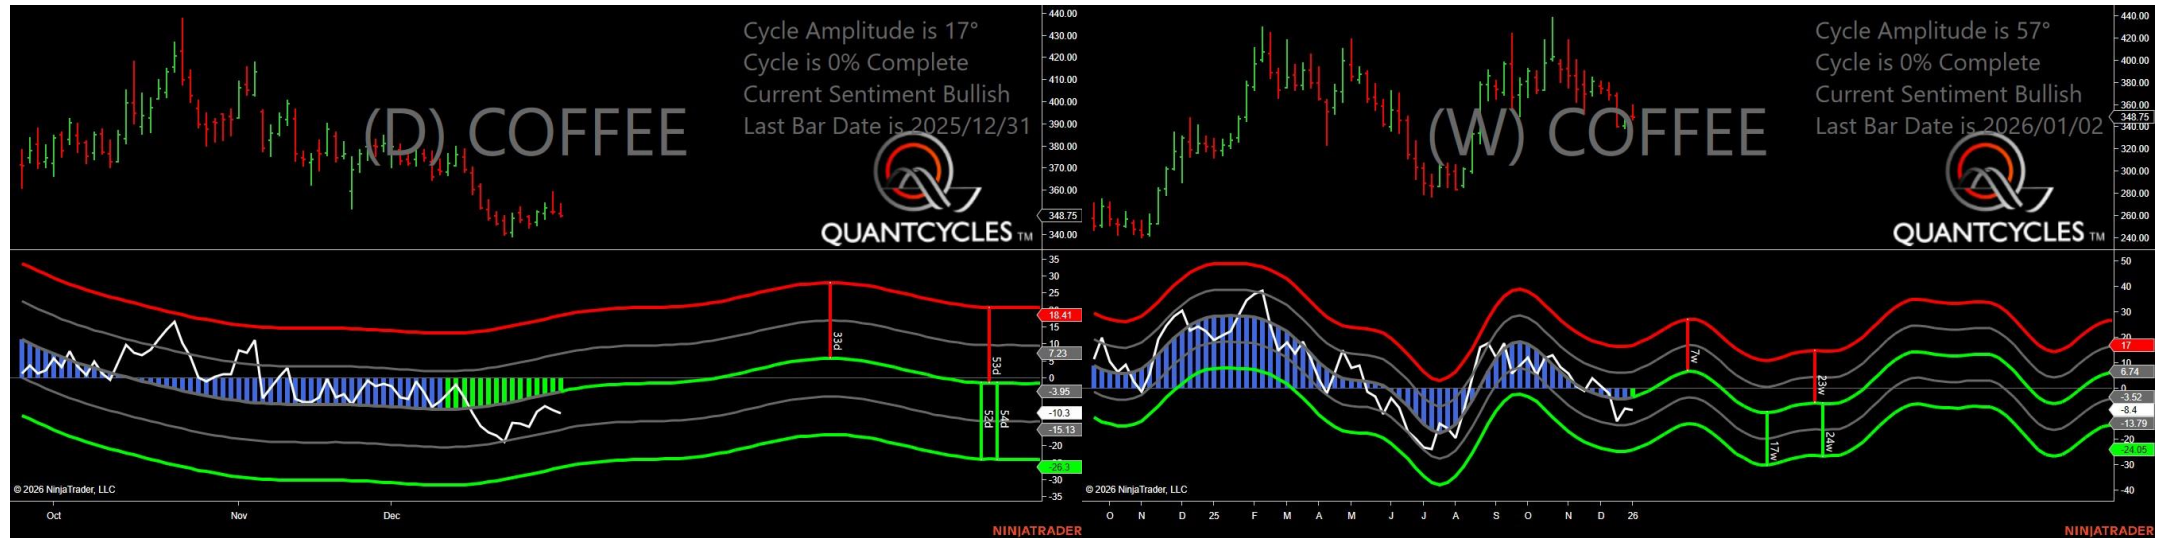 Cycle Amplitude is 17°
Cycle is 0% Complete
Current Sentiment Bullish
Last Bar Date is 2025/12/31
(D) COFFEE
QUANTCYCLES TM
440.00
430.00
420.00
410.00
400.00
390.00
380.00
370.00
360.00
348.75
340.00
35
30
25
18.41
15
10
7.23
5
0
-3.95
-10.3
-15.13
-20
-26.3
-30
-35
33d
53d
52d
54d
© 2026 NinjaTrader, LLC
Oct
Nov
Dec
NINJATRADER
Cycle Amplitude is 57°
Cycle is 0% Complete
Current Sentiment Bullish
Last Bar Date is 2026/01/02
(W) COFFEE
QUANTCYCLES TM
440.00
420.00
400.00
380.00
360.00
348.75
340.00
320.00
300.00
280.00
260.00
240.00
50
40
30
20
17
10
6.74
0
-3.52
-8.4
-13.79
-20
-24.05
-30
-40
7w
23w
17w
24w
© 2026 NinjaTrader, LLC
O N D 25 F M A M J J A S O N D 26
NINJATRADER